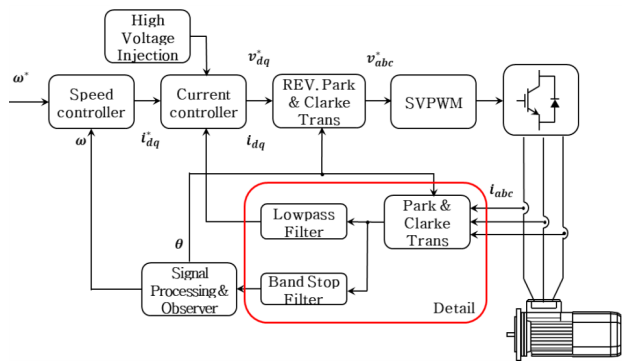 High
Voltage
Injection
ω*
v*dq
v*abc
Speed
controller
Current
controller
REV. Park
& Clarke
Trans
SVPWM
ω
i*dq
idq
iabc
Lowpass
Filter
Park &
Clarke
Trans
θ
Signal
Processing &
Observer
Band Stop
Filter
Detail